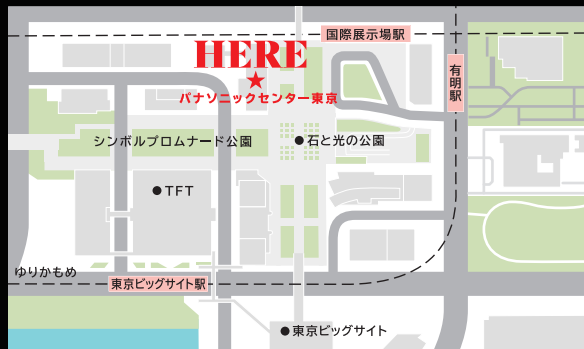 国際展示場駅
HERE
有明駅
パナソニックセンター東京
シンボルプロムナード公園
石と光の公園
TFT
ゆりかもめ
東京ビッグサイト駅
東京ビッグサイト